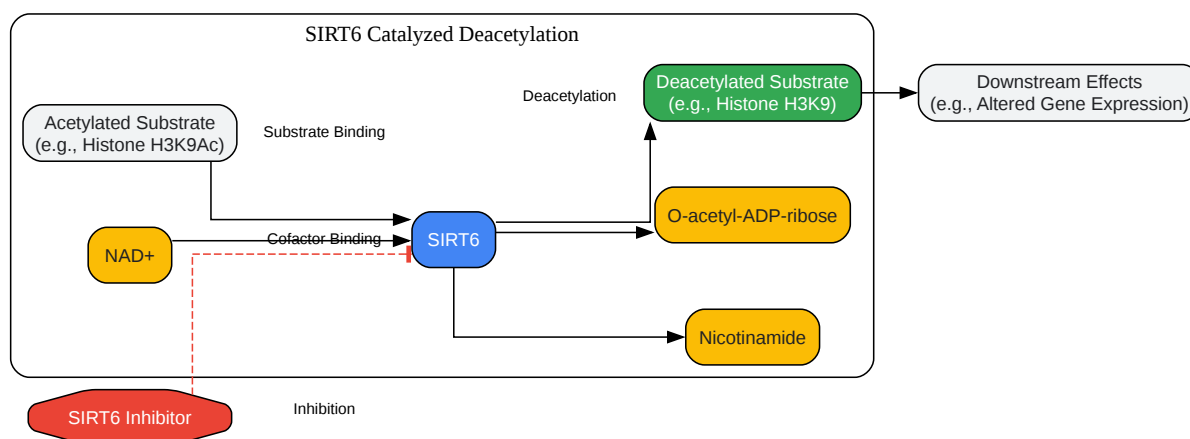 SIRT6 Catalyzed Deacetylation
Deacetylated Substrate
(e.g., Histone H3K9)
Downstream Effects
(e.g., Altered Gene Expression)
Deacetylation
Acetylated Substrate
(e.g., Histone H3K9Ac)
Substrate Binding
O-acetyl-ADP-ribose
Cofactor Binding
SIRT6
NAD+
Nicotinamide
SIRT6 Inhibitor
Inhibition